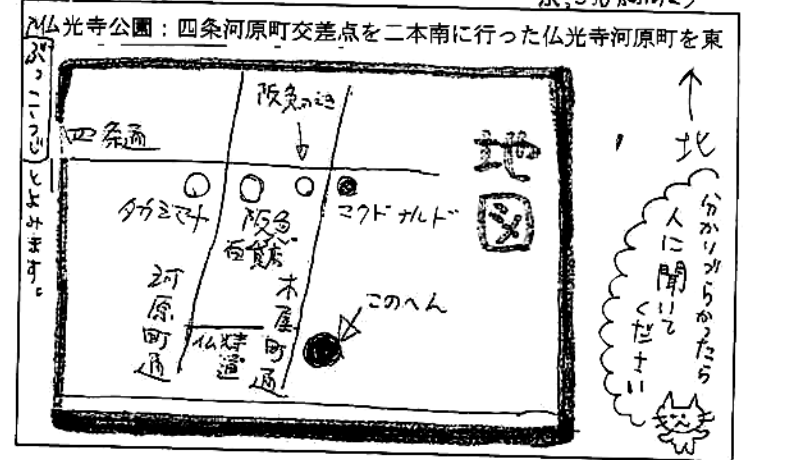 仏光寺公園：四条河原町交差点を二本南に行った仏光寺河原町を東
ぶっこうじ
とよみます。
↑
北
地図
四条通
阪急のえき
↓
タカシマヤ
阪急
百貨店
マクドナルド
河原町通
木屋町通
仏光寺通
このへん
分かりづらかったら
人に聞いて
ください